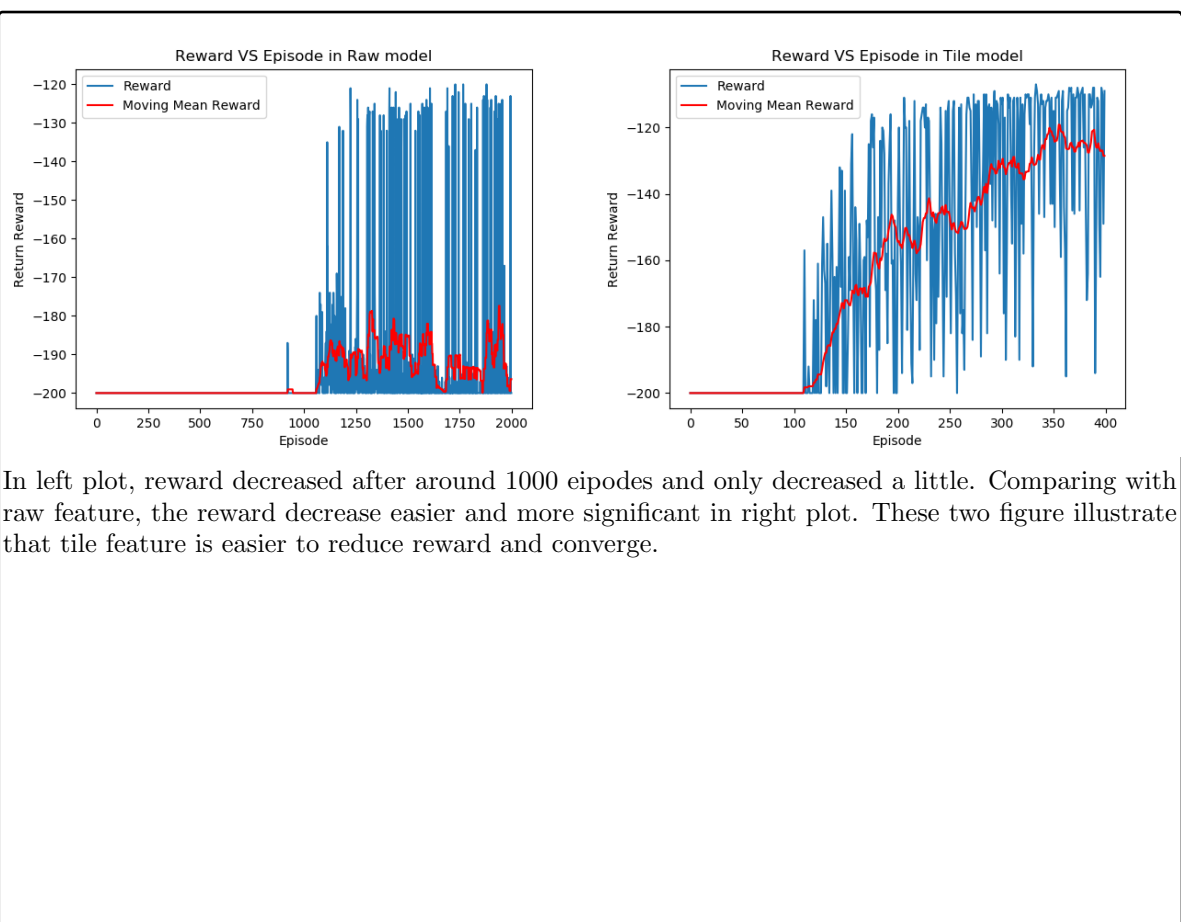 Reward VS Episode in Raw model
Reward
Moving Mean Reward
−120
−130
−140
−150
−160
−170
−180
−190
−200
Return Reward
0 250 500 750 1000 1250 1500 1750 2000
Episode
Reward VS Episode in Tile model
Reward
Moving Mean Reward
−120
−140
−160
−180
−200
Return Reward
0 50 100 150 200 250 300 350 400
Episode
In left plot, reward decreased after around 1000 eipodes and only decreased a little. Comparing with
raw feature, the reward decrease easier and more significant in right plot. These two figure illustrate
that tile feature is easier to reduce reward and converge.